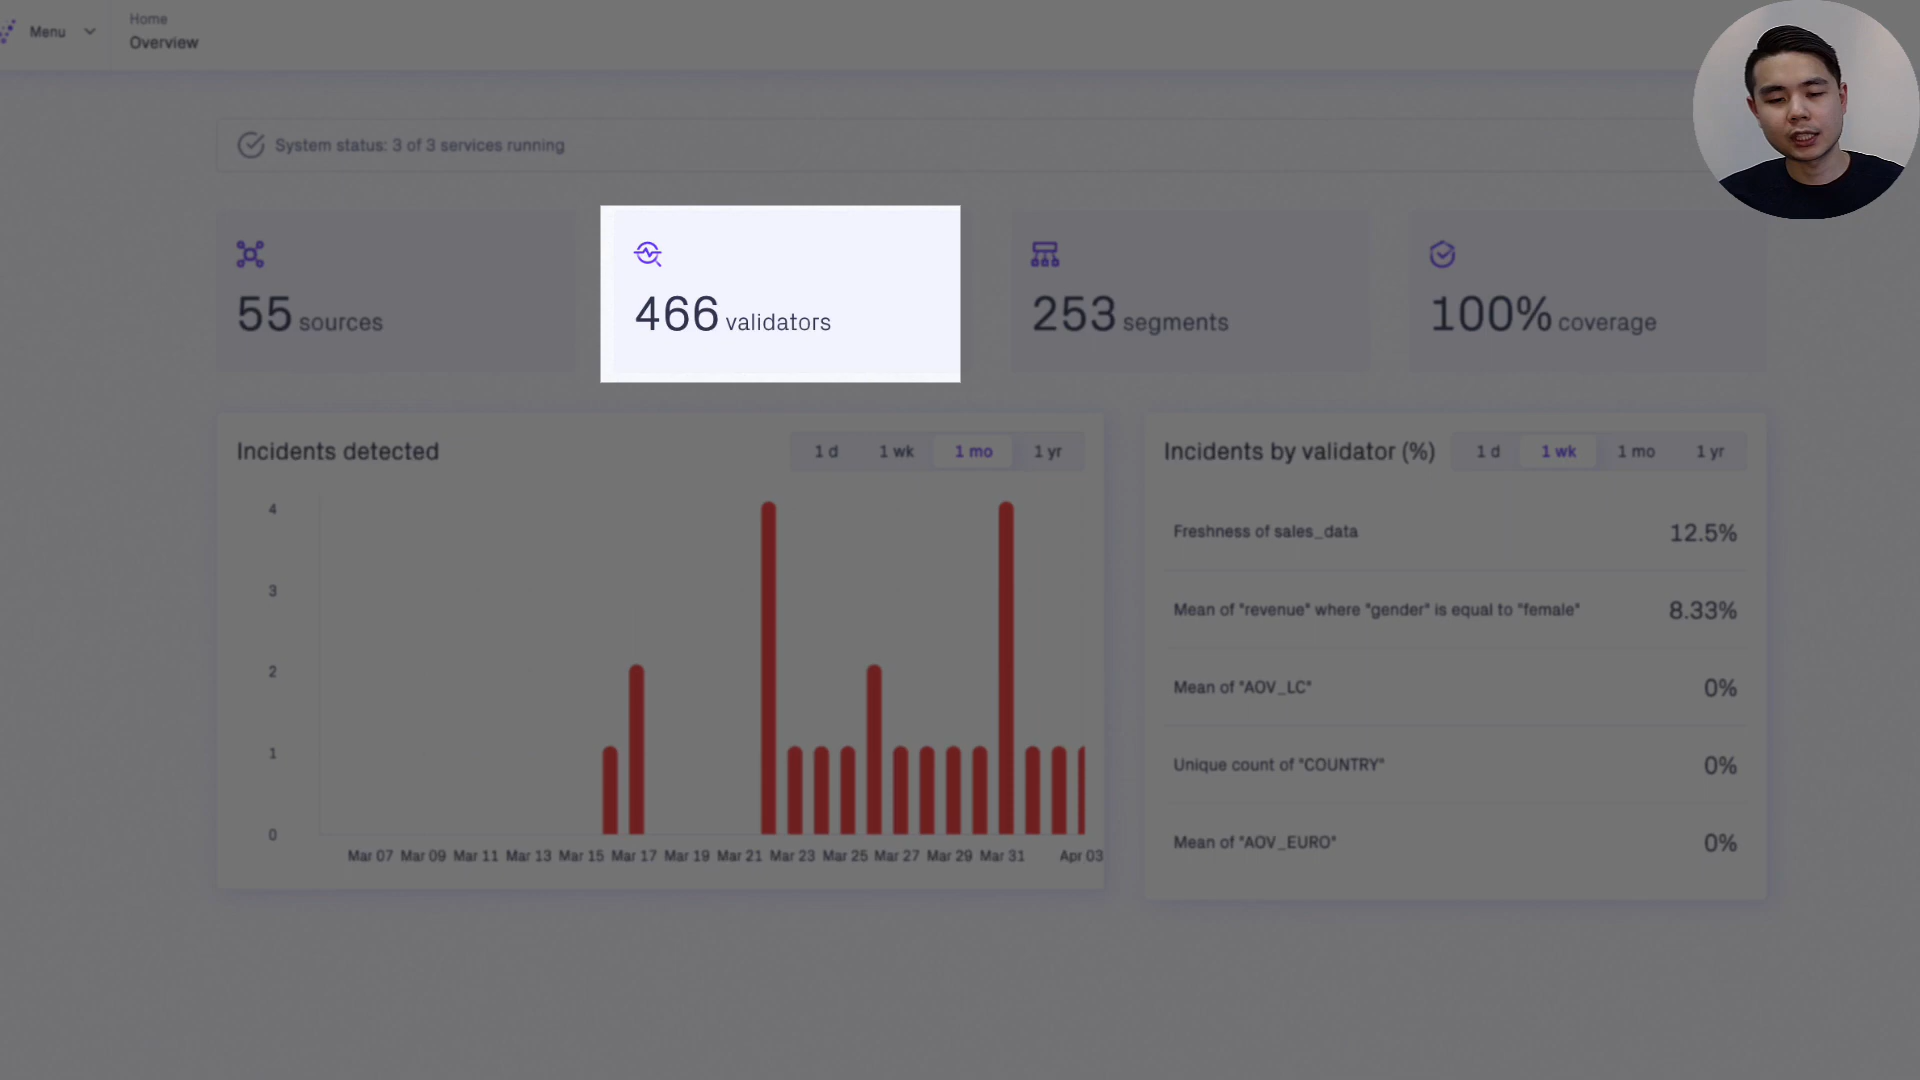 Menu
Home
Overview
System status: 3 of 3 services running
55 sources
466 validators
253 segments
100% coverage
Incidents detected
1 d 1 wk 1 mo 1 yr
4
3
2
1
0
Mar 07 Mar 09 Mar 11 Mar 13 Mar 15 Mar 17 Mar 19 Mar 21 Mar 23 Mar 25 Mar 27 Mar 29 Mar 31 Apr 03
Incidents by validator (%)
1 d 1 wk 1 mo 1 yr
Freshness of sales_data 12.5%
Mean of "revenue" where "gender" is equal to "female" 8.33%
Mean of "AOV_LC" 0%
Unique count of "COUNTRY" 0%
Mean of "AOV_EURO" 0%